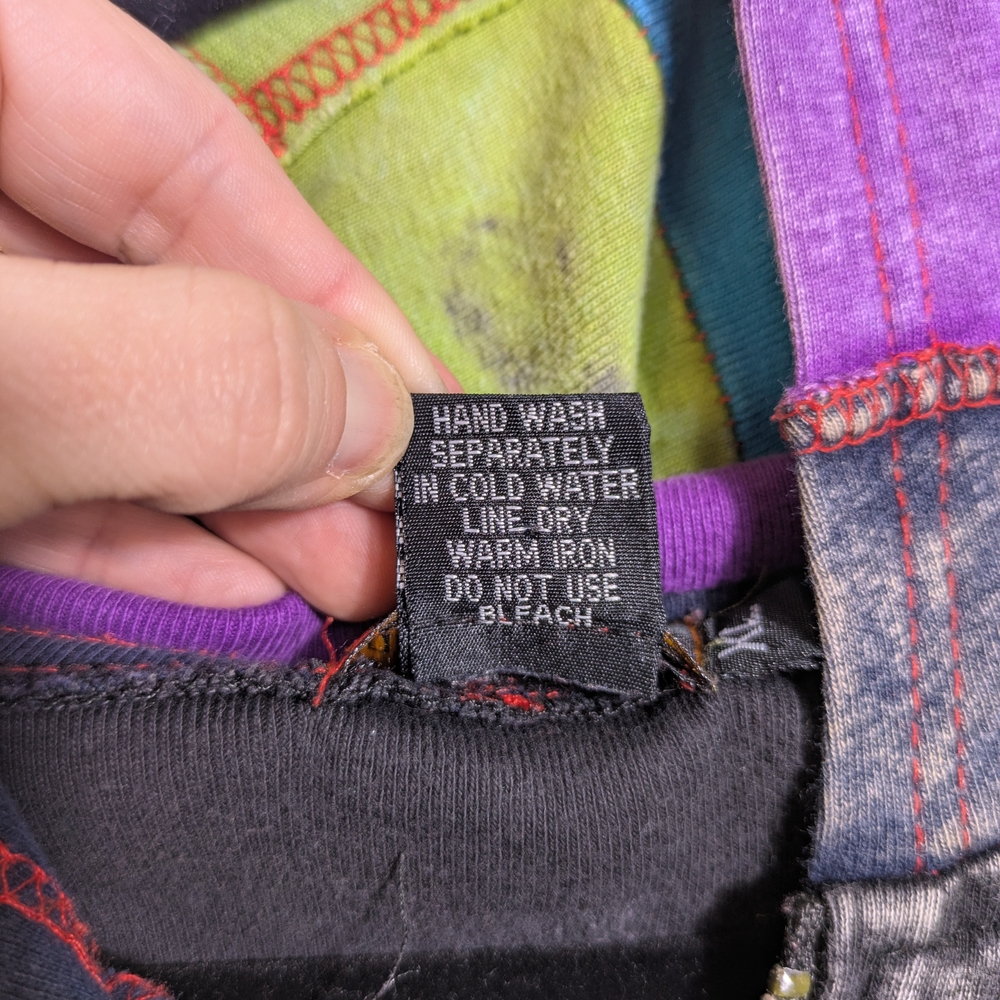 HAND WASH
SEPARATELY
IN COLD WATER
LINE DRY
WARM IRON
DO NOT USE
BLEACH
XL